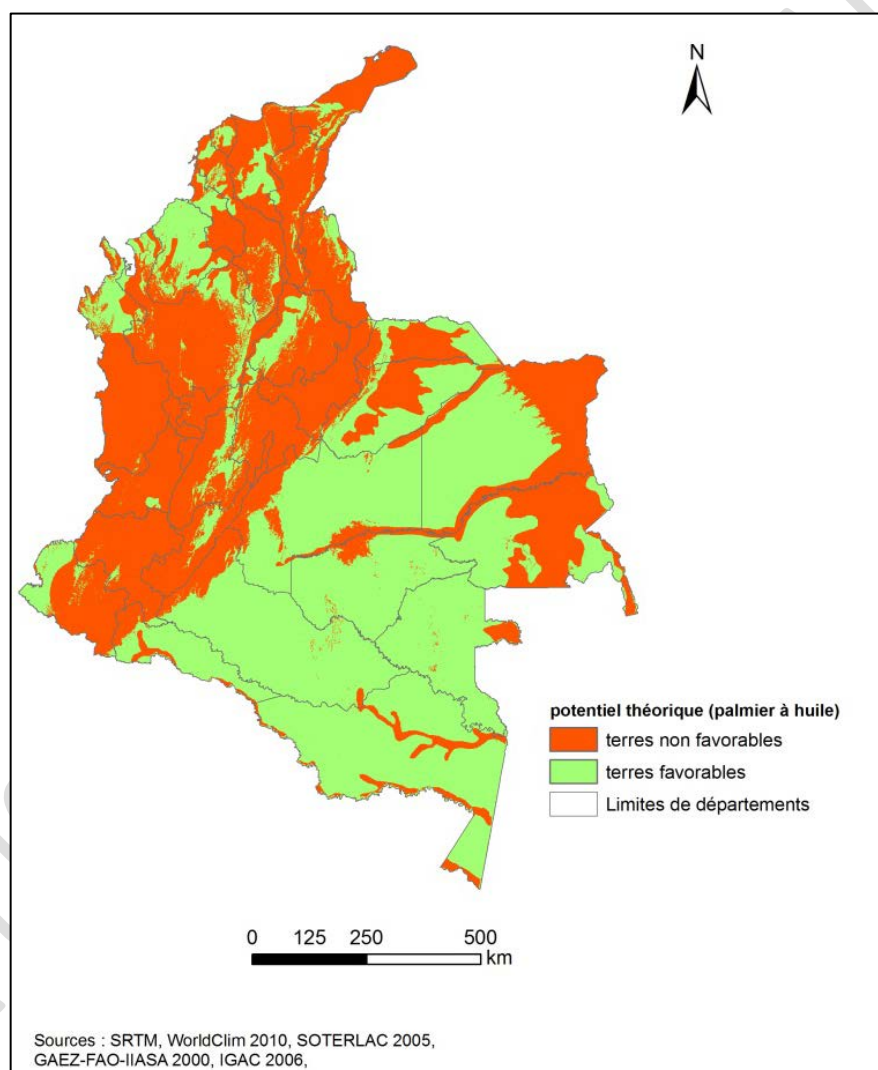 N
potentiel théorique (palmier à huile)
terres non favorables
terres favorables
Limites de départements
0 125 250 500
km
Sources : SRTM, WorldClim 2010, SOTERLAC 2005,
GAEZ-FAO-IIASA 2000, IGAC 2006,